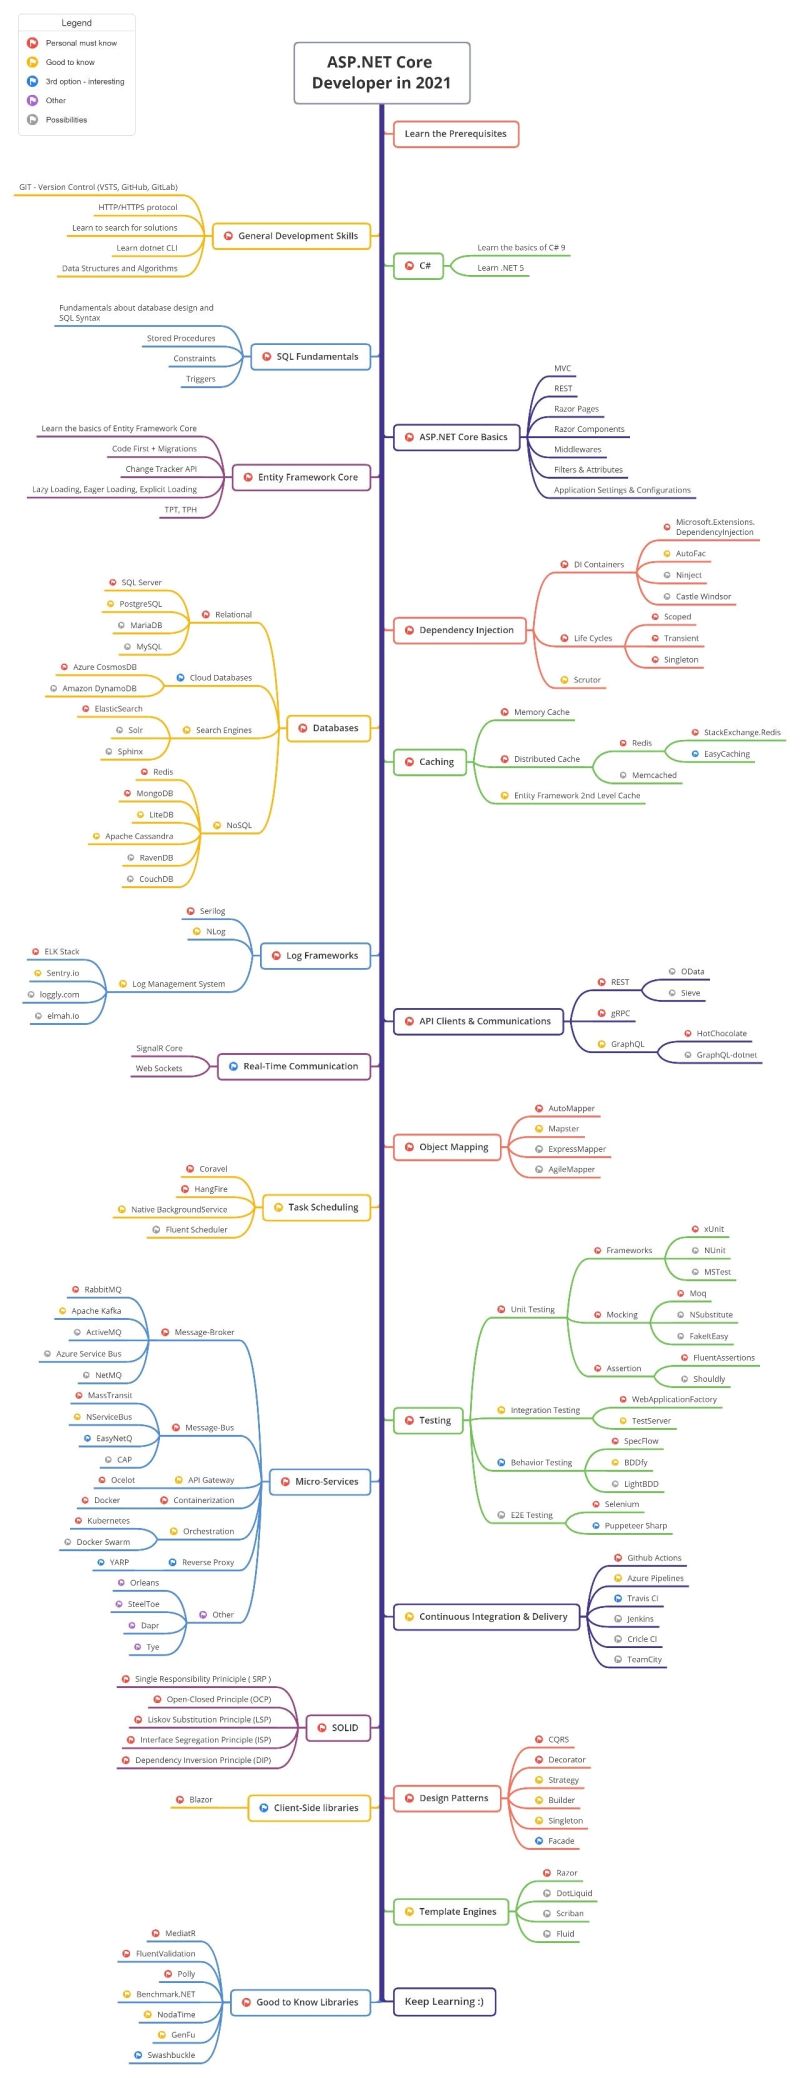 Legend
Personal must know
Good to know
3rd option - interesting
Other
Possibilities
ASP.NET Core
Developer in 2021
Learn the Prerequisites
GIT - Version Control (VSTS, GitHub, GitLab)
HTTP/HTTPS protocol
Learn to search for solutions
Learn dotnet CLI
Data Structures and Algorithms
General Development Skills
C#
Learn the basics of C# 9
Learn .NET 5
Fundamentals about database design and
SQL Syntax
Stored Procedures
Constraints
Triggers
SQL Fundamentals
ASP.NET Core Basics
MVC
REST
Razor Pages
Razor Components
Middlewares
Filters & Attributes
Application Settings & Configurations
Learn the basics of Entity Framework Core
Code First + Migrations
Change Tracker API
Lazy Loading, Eager Loading, Explicit Loading
TPT, TPH
Entity Framework Core
Dependency Injection
DI Containers
Microsoft.Extensions.
DependencyInjection
AutoFac
Ninject
Castle Windsor
Life Cycles
Scoped
Transient
Singleton
Scrutor
Databases
Relational
SQL Server
PostgreSQL
MariaDB
MySQL
Cloud Databases
Azure CosmosDB
Amazon DynamoDB
Search Engines
ElasticSearch
Solr
Sphinx
NoSQL
Redis
MongoDB
LiteDB
Apache Cassandra
RavenDB
CouchDB
Caching
Memory Cache
Distributed Cache
Redis
StackExchange.Redis
EasyCaching
Memcached
Entity Framework 2nd Level Cache
Log Frameworks
Serilog
NLog
Log Management System
ELK Stack
Sentry.io
loggly.com
elmah.io
API Clients & Communications
REST
OData
Sieve
gRPC
GraphQL
HotChocolate
GraphQL-dotnet
Real-Time Communication
SignalR Core
Web Sockets
Object Mapping
AutoMapper
Mapster
ExpressMapper
AgileMapper
Task Scheduling
Coravel
HangFire
Native BackgroundService
Fluent Scheduler
Testing
Unit Testing
Frameworks
xUnit
NUnit
MSTest
Mocking
Moq
NSubstitute
FakeItEasy
Assertion
FluentAssertions
Shouldly
Integration Testing
WebApplicationFactory
TestServer
Behavior Testing
SpecFlow
BDDfy
LightBDD
E2E Testing
Selenium
Puppeteer Sharp
Micro-Services
Message-Broker
RabbitMQ
Apache Kafka
ActiveMQ
Azure Service Bus
NetMQ
Message-Bus
MassTransit
NServiceBus
EasyNetQ
CAP
API Gateway
Ocelot
Containerization
Docker
Orchestration
Kubernetes
Docker Swarm
Reverse Proxy
YARP
Other
Orleans
SteelToe
Dapr
Tye
Continuous Integration & Delivery
Github Actions
Azure Pipelines
Travis CI
Jenkins
Cricle CI
TeamCity
SOLID
Single Responsibility Priniciple ( SRP )
Open-Closed Principle (OCP)
Liskov Substitution Principle (LSP)
Interface Segregation Principle (ISP)
Dependency Inversion Principle (DIP)
Design Patterns
CQRS
Decorator
Strategy
Builder
Singleton
Facade
Client-Side libraries
Blazor
Template Engines
Razor
DotLiquid
Scriban
Fluid
Good to Know Libraries
MediatR
FluentValidation
Polly
Benchmark.NET
NodaTime
GenFu
Swashbuckle
Keep Learning :)